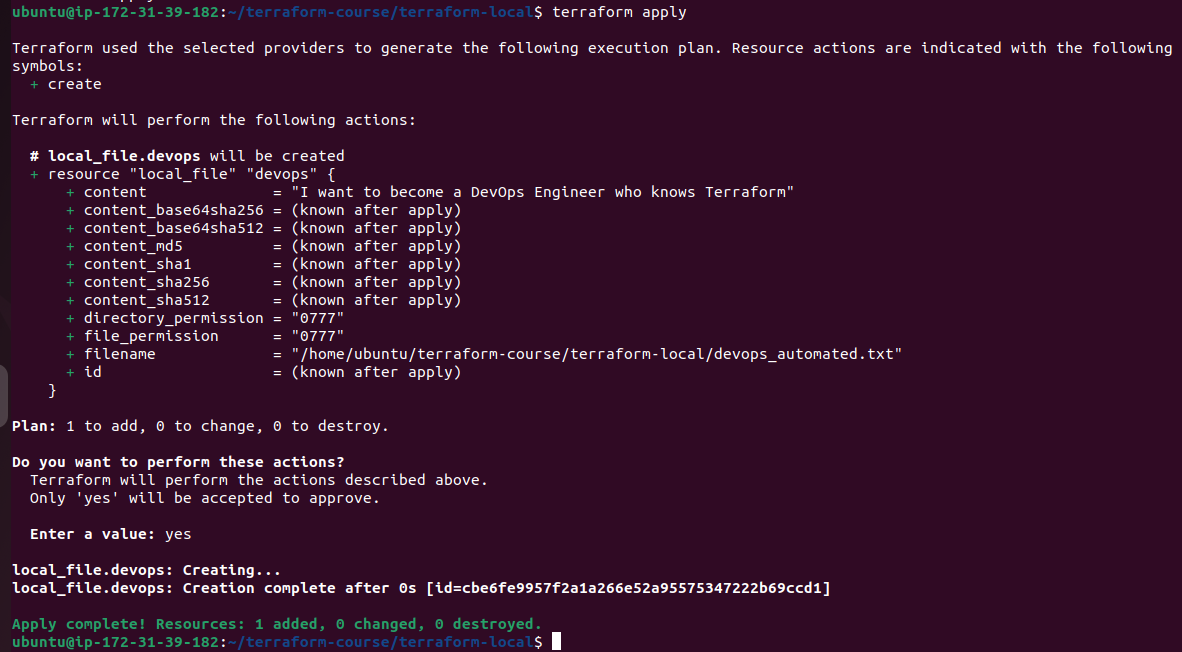 ubuntu@ip-172-31-39-182:~/terraform-course/terraform-local$ terraform apply
Terraform used the selected providers to generate the following execution plan. Resource actions are indicated with the following
symbols:
+ create
Terraform will perform the following actions:
# local_file.devops will be created
+ resource "local_file" "devops" {
+ content              = "I want to become a DevOps Engineer who knows Terraform"
+ content_base64sha256 = (known after apply)
+ content_base64sha512 = (known after apply)
+ content_md5          = (known after apply)
+ content_sha1         = (known after apply)
+ content_sha256       = (known after apply)
+ content_sha512       = (known after apply)
+ directory_permission = "0777"
+ file_permission      = "0777"
+ filename             = "/home/ubuntu/terraform-course/terraform-local/devops_automated.txt"
+ id                   = (known after apply)
}
Plan: 1 to add, 0 to change, 0 to destroy.
Do you want to perform these actions?
Terraform will perform the actions described above.
Only 'yes' will be accepted to approve.
Enter a value: yes
local_file.devops: Creating...
local_file.devops: Creation complete after 0s [id=cbe6fe9957f2a1a266e52a95575347222b69ccd1]
Apply complete! Resources: 1 added, 0 changed, 0 destroyed.
ubuntu@ip-172-31-39-182:~/terraform-course/terraform-local$